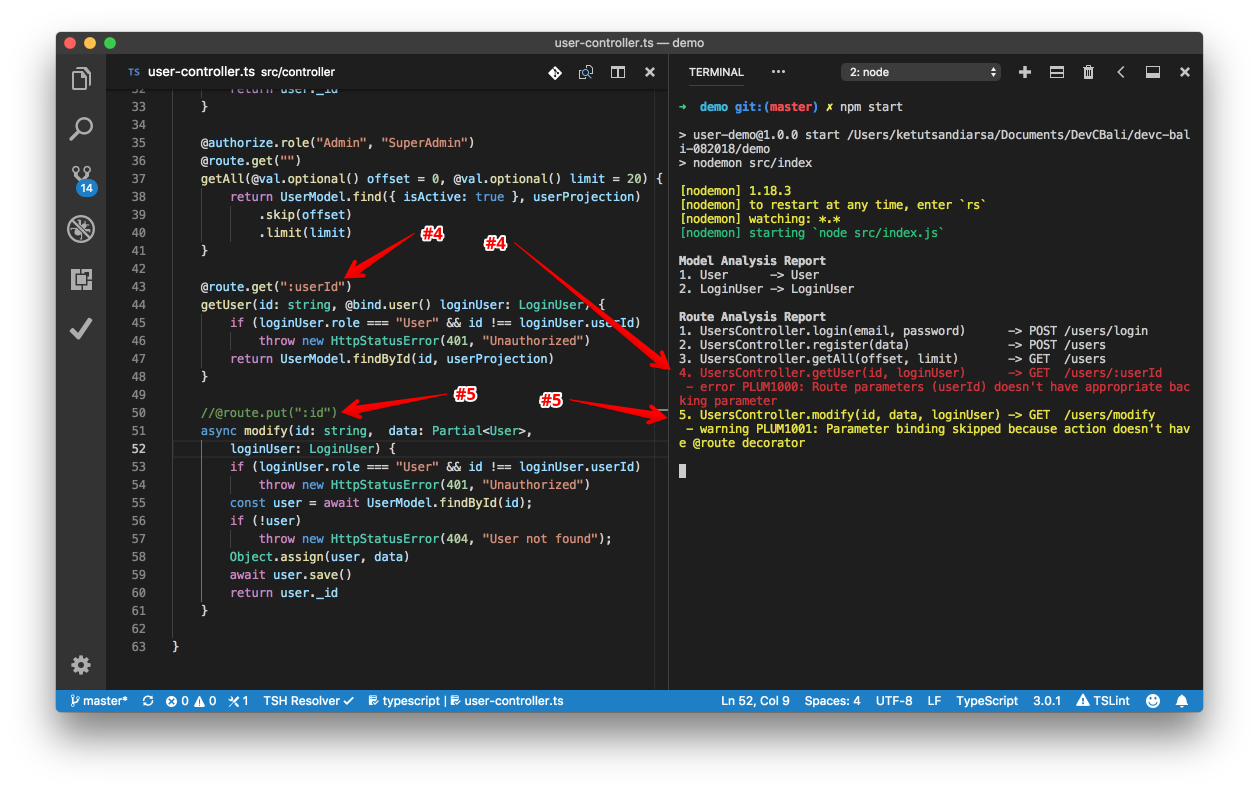 user-controller.ts — demo
TS user-controller.ts src/controller
TERMINAL ••• 2: node
32 return user._id
33 }
34
35 @authorize.role("Admin", "SuperAdmin")
36 @route.get("")
37 getAll(@val.optional() offset = 0, @val.optional() limit = 20) {
38 return UserModel.find({ isActive: true }, userProjection)
39 .skip(offset)
40 .limit(limit)
41 }
42
43 @route.get(":userId")
44 getUser(id: string, @bind.user() loginUser: LoginUser) {
45 if (loginUser.role === "User" && id !== loginUser.userId)
46 throw new HttpStatusError(401, "Unauthorized")
47 return UserModel.findById(id, userProjection)
48 }
49
50 //@route.put(":id")
51 async modify(id: string,  data: Partial<User>,
52 loginUser: LoginUser) {
53 if (loginUser.role === "User" && id !== loginUser.userId)
54 throw new HttpStatusError(401, "Unauthorized")
55 const user = await UserModel.findById(id);
56 if (!user)
57 throw new HttpStatusError(404, "User not found");
58 Object.assign(user, data)
59 await user.save()
60 return user._id
61 }
62
63 }
#4
#4
#5
#5
14
→ demo git:(master) ✗ npm start
> user-demo@1.0.0 start /Users/ketutsandiarsa/Documents/DevCBali/devc-bal
i-082018/demo
> nodemon src/index
[nodemon] 1.18.3
[nodemon] to restart at any time, enter `rs`
[nodemon] watching: *.*
[nodemon] starting `node src/index.js`
Model Analysis Report
1. User      -> User
2. LoginUser -> LoginUser
Route Analysis Report
1. UsersController.login(email, password)      -> POST /users/login
2. UsersController.register(data)              -> POST /users
3. UsersController.getAll(offset, limit)       -> GET  /users
4. UsersController.getUser(id, loginUser)      -> GET  /users/:userId
- error PLUM1000: Route parameters (userId) doesn't have appropriate bac
king parameter
5. UsersController.modify(id, data, loginUser) -> GET  /users/modify
- warning PLUM1001: Parameter binding skipped because action doesn't hav
e @route decorator
master* 0 0 1 TSH Resolver ✓ typescript | user-controller.ts Ln 52, Col 9 Spaces: 4 UTF-8 LF TypeScript 3.0.1 TSLint